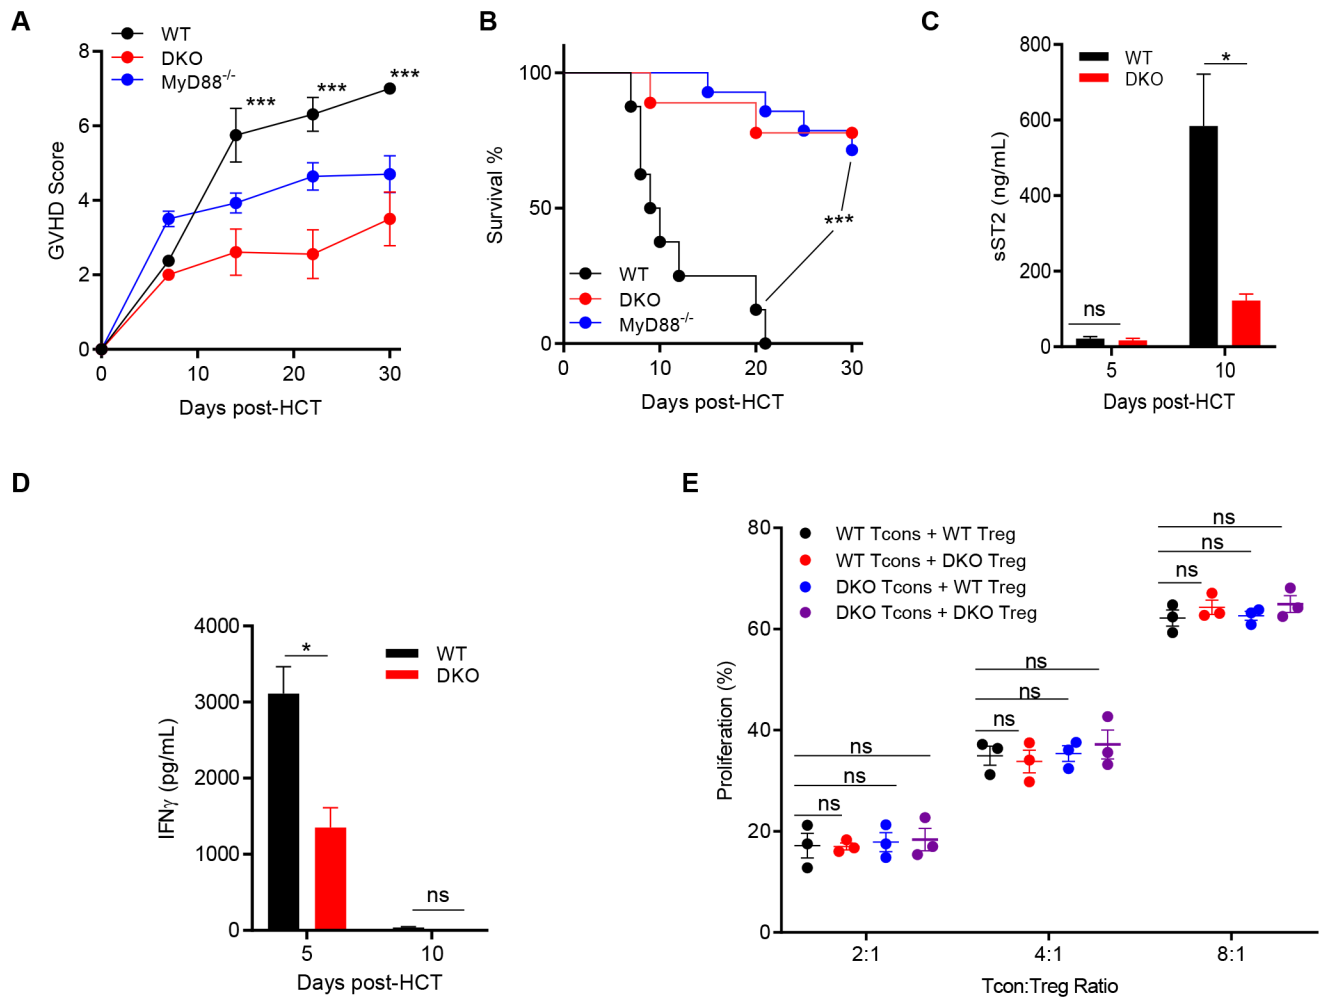 A
WT
DKO
MyD88-/-
***
***
***
8
6
4
2
0
GVHD Score
0
10
20
30
Days post-HCT
B
100
50
0
Survival %
***
WT
DKO
MyD88-/-
0
10
20
30
Days post-HCT
C
WT
DKO
*
ns
800
600
400
200
0
sST2 (ng/mL)
5
10
Days post-HCT
D
4000
3000
2000
1000
0
IFNγ (pg/mL)
*
WT
DKO
ns
5
10
Days post-HCT
E
80
60
40
20
0
Proliferation (%)
WT Tcons + WT Treg
WT Tcons + DKO Treg
DKO Tcons + WT Treg
DKO Tcons + DKO Treg
ns
ns
ns
ns
ns
ns
ns
ns
ns
2:1
4:1
8:1
Tcon:Treg Ratio